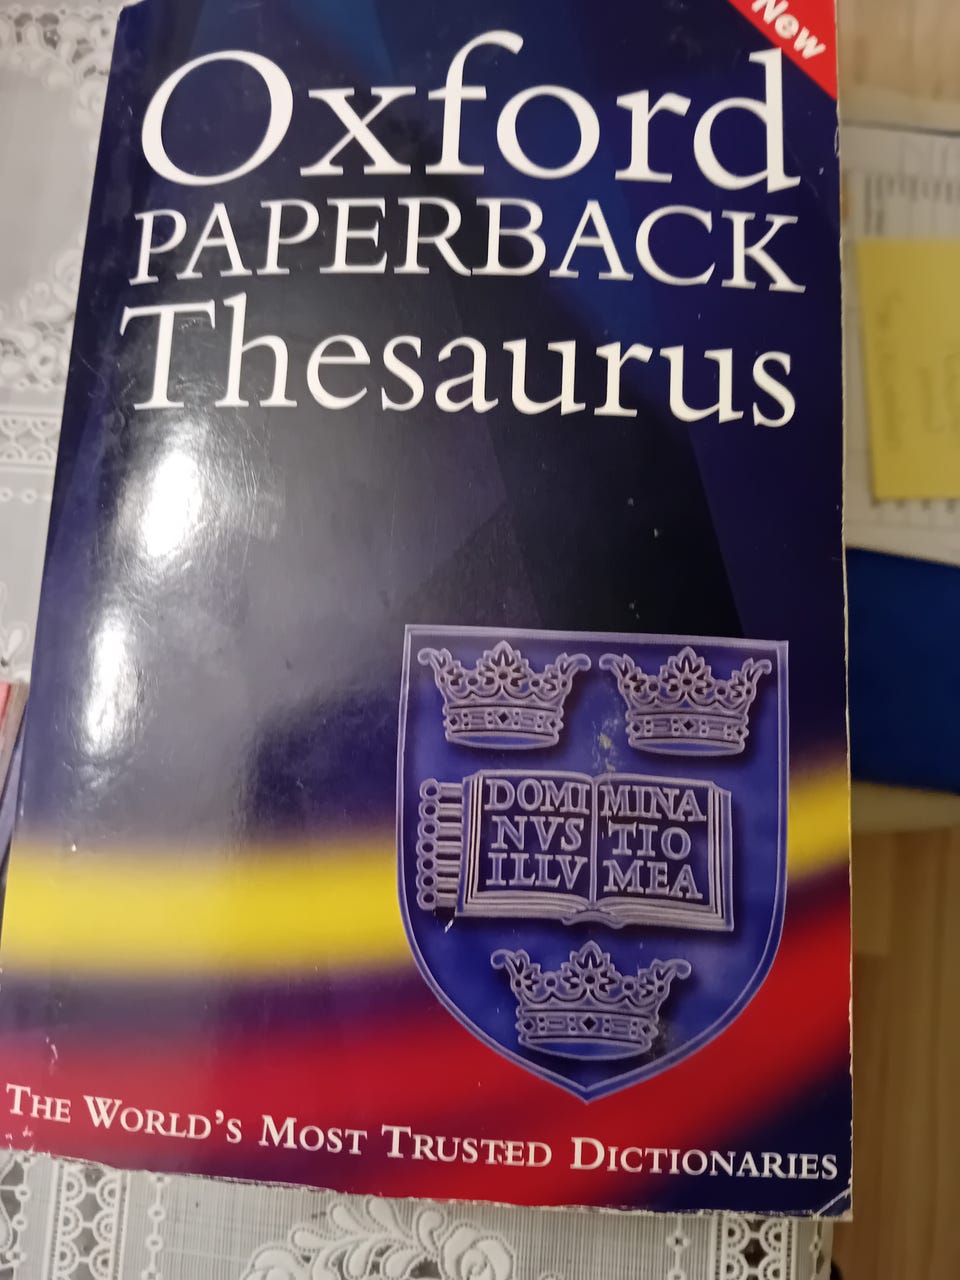 New
Oxford
PAPERBACK
Thesaurus
DOMI MINA
NVS TIO
ILLV MEA
THE WORLD'S MOST TRUSTED DICTIONARIES